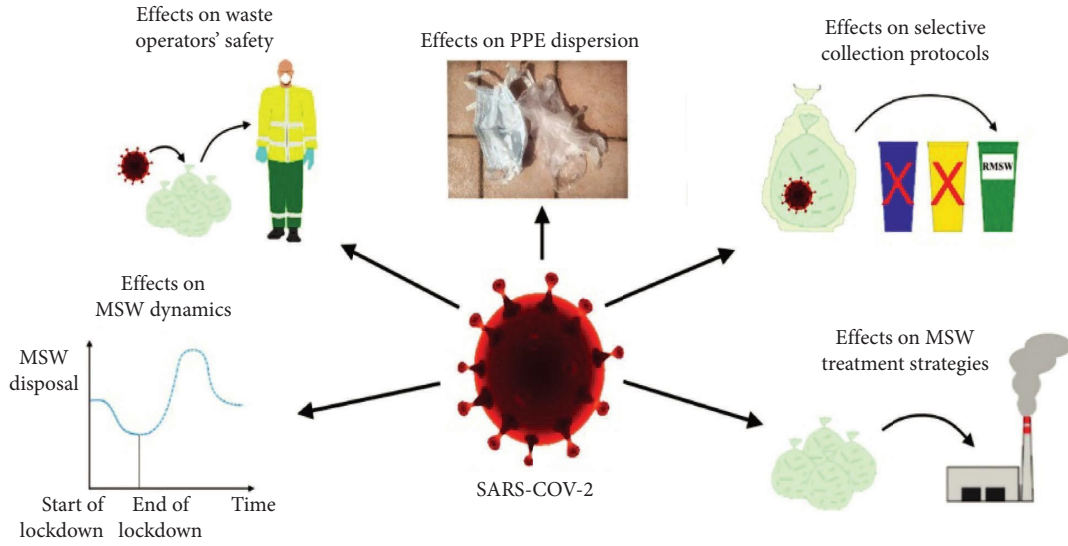 Effects on waste
operators' safety
Effects on PPE dispersion
Effects on selective
collection protocols
RMSW
Effects on
MSW dynamics
MSW
disposal
Start of
lockdown
End of
lockdown
Time
SARS-COV-2
Effects on MSW
treatment strategies